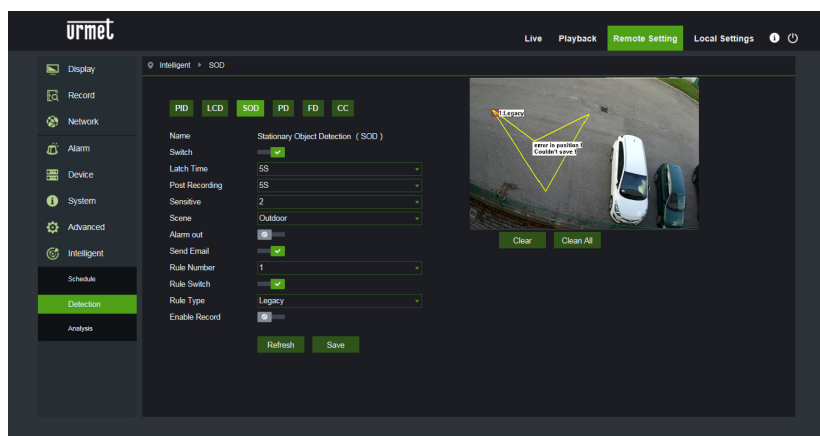 urmet
Live Playback Remote Setting Local Settings
Display
Record
Network
Alarm
Device
System
Advanced
Intelligent
Schedule
Detection
Analysis
Intelligent SOD
PID LCD SOD PD FD CC
Name Stationary Object Detection ( SOD )
Switch
Latch Time 5S
Post Recording 5S
Sensitive 2
Scene Outdoor
Alarm out
Send Email
Rule Number 1
Rule Switch
Rule Type Legacy
Enable Record
Refresh Save
1:Legacy
error in position !
Couldn't save !
Clear Clean All